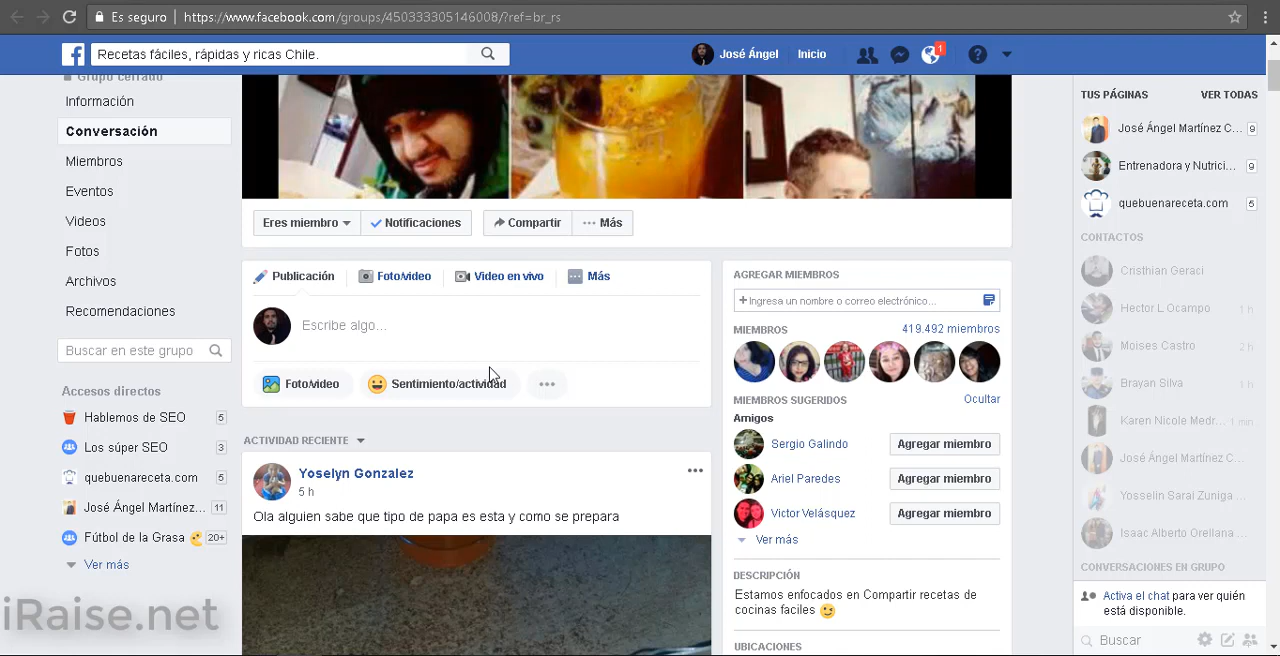 Es seguro | https://www.facebook.com/groups/450333305146008/?ref=br_rs
Recetas fáciles, rápidas y ricas Chile.
José Ángel
Inicio
1
Grupo cerrado
Información
Conversación
Miembros
Eventos
Videos
Fotos
Archivos
Recomendaciones
Buscar en este grupo
Accesos directos
Hablemos de SEO 5
Los súper SEO 3
quebuenareceta.com 5
José Ángel Martínez... 11
Fútbol de la Grasa 20+
Ver más
Eres miembro
Notificaciones
Compartir
Más
Publicación
Foto/video
Video en vivo
Más
Escribe algo...
Foto/video
Sentimiento/actividad
ACTIVIDAD RECIENTE
Yoselyn Gonzalez
5 h
Ola alguien sabe que tipo de papa es esta y como se prepara
AGREGAR MIEMBROS
+Ingresa un nombre o correo electrónico...
MIEMBROS
419.492 miembros
MIEMBROS SUGERIDOS
Ocultar
Amigos
Sergio Galindo
Agregar miembro
Ariel Paredes
Agregar miembro
Victor Velásquez
Agregar miembro
Ver más
DESCRIPCIÓN
Estamos enfocados en Compartir recetas de
cocinas faciles
UBICACIONES
TUS PÁGINAS
VER TODAS
José Ángel Martínez C... 9
Entrenadora y Nutrici... 9
quebuenareceta.com 5
CONTACTOS
Cristhian Geraci
Hector L Ocampo 1 h
Moises Castro 2 h
Brayan Silva 1 h
Karen Nicole Medr... 1 min
José Ángel Martínez C...
Yosselin Sarai Zuniga ...
Isaac Alberto Orellana ...
CONVERSACIONES EN GRUPO
Activa el chat para ver quién
está disponible.
Buscar
iRaise.net